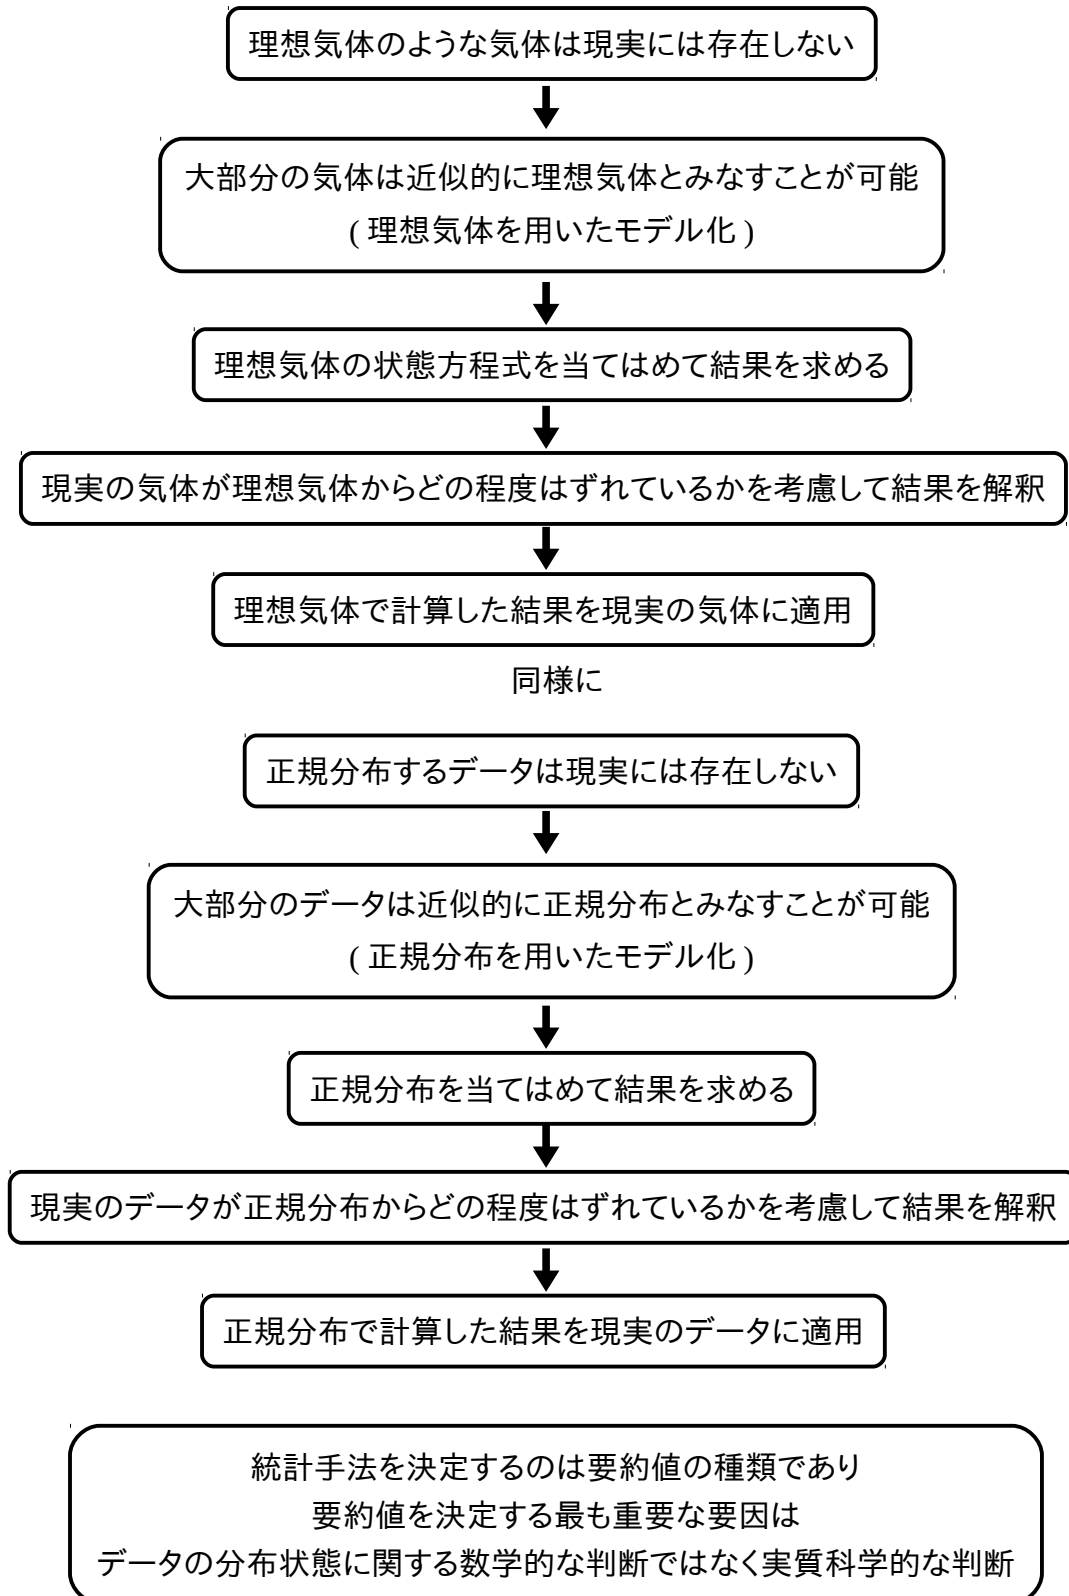 理想気体のような気体は現実には存在しない
大部分の気体は近似的に理想気体とみなすことが可能
(理想気体を用いたモデル化)
理想気体の状態方程式を当てはめて結果を求める
現実の気体が理想気体からどの程度はずれているかを考慮して結果を解釈
理想気体で計算した結果を現実の気体に適用
同様に
正規分布するデータは現実には存在しない
大部分のデータは近似的に正規分布とみなすことが可能
(正規分布を用いたモデル化)
正規分布を当てはめて結果を求める
現実のデータが正規分布からどの程度はずれているかを考慮して結果を解釈
正規分布で計算した結果を現実のデータに適用
統計手法を決定するのは要約値の種類であり
要約値を決定する最も重要な要因は
データの分布状態に関する数学的な判断ではなく実質科学的な判断